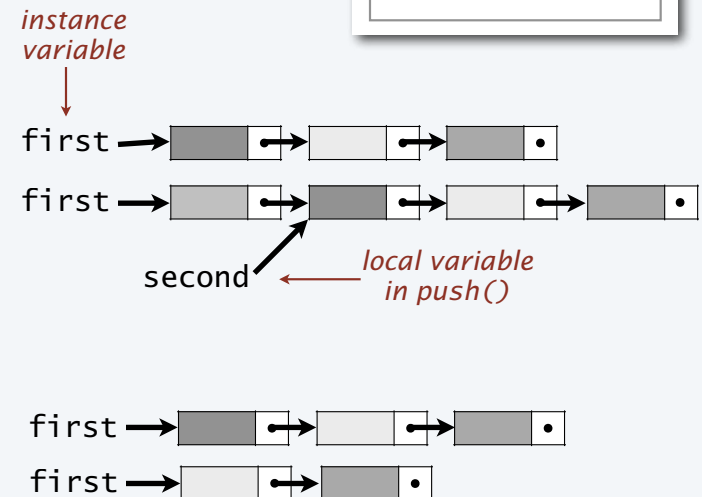 instance
variable
first
first
second
local variable
in push()
first
first